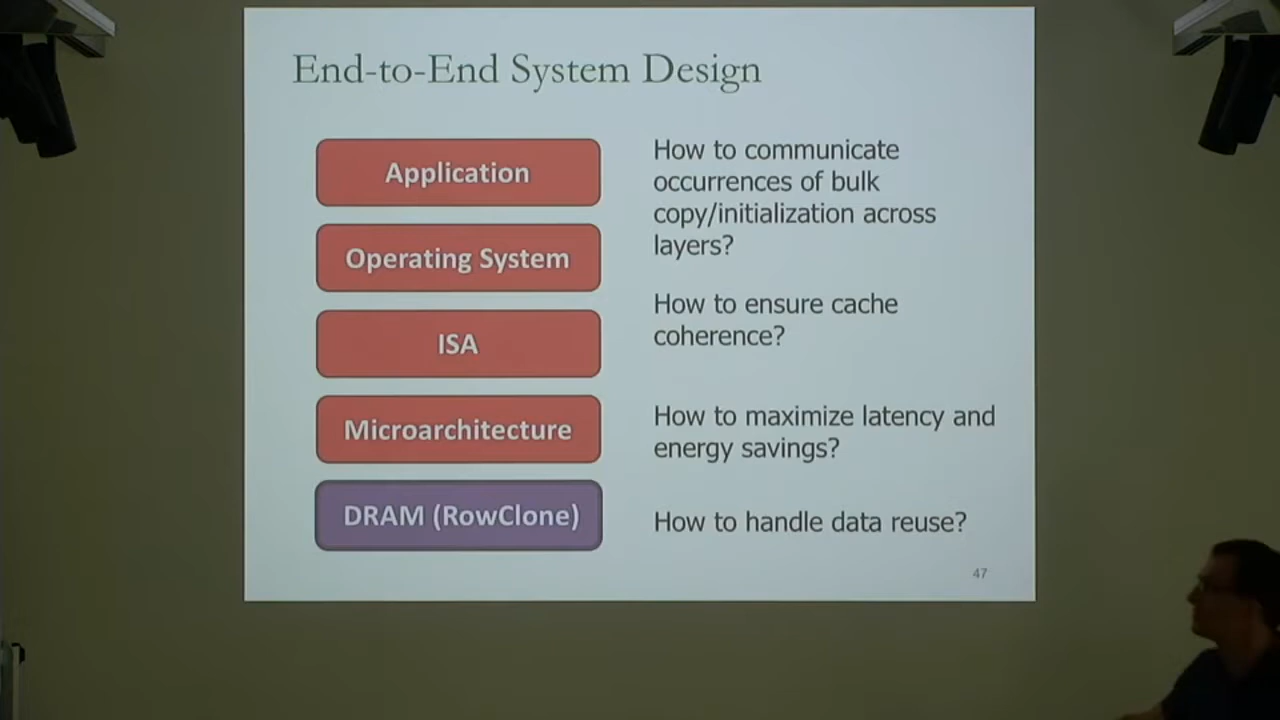 End-to-End System Design
Application
Operating System
ISA
Microarchitecture
DRAM (RowClone)
How to communicate
occurrences of bulk
copy/initialization across
layers?
How to ensure cache
coherence?
How to maximize latency and
energy savings?
How to handle data reuse?
47